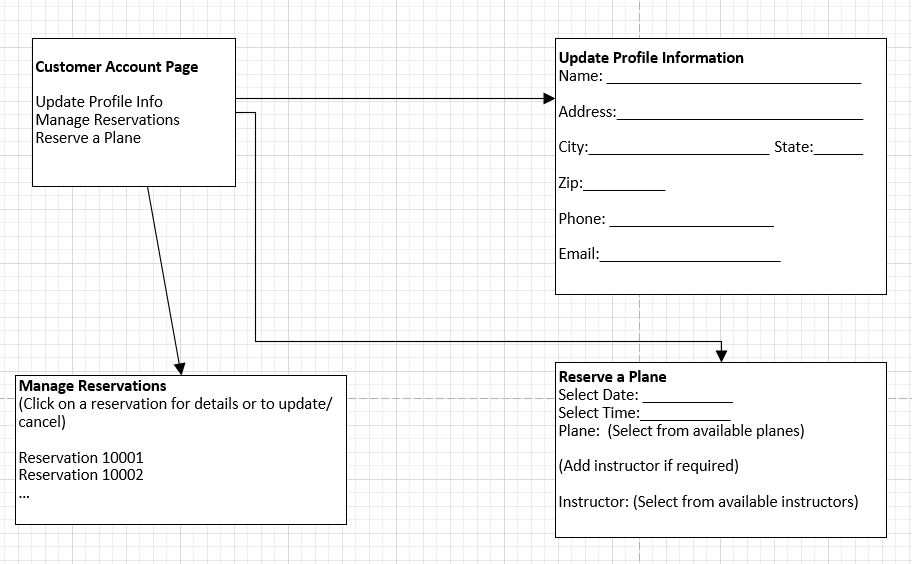 Customer Account Page
Update Profile Info
Manage Reservations
Reserve a Plane
Update Profile Information
Name: _______________________________
Address:______________________________
City:______________________ State:______
Zip:__________
Phone: ____________________
Email:______________________
Manage Reservations
(Click on a reservation for details or to update/
cancel)
Reservation 10001
Reservation 10002
...
Reserve a Plane
Select Date: ___________
Select Time:___________
Plane:  (Select from available planes)
(Add instructor if required)
Instructor: (Select from available instructors)